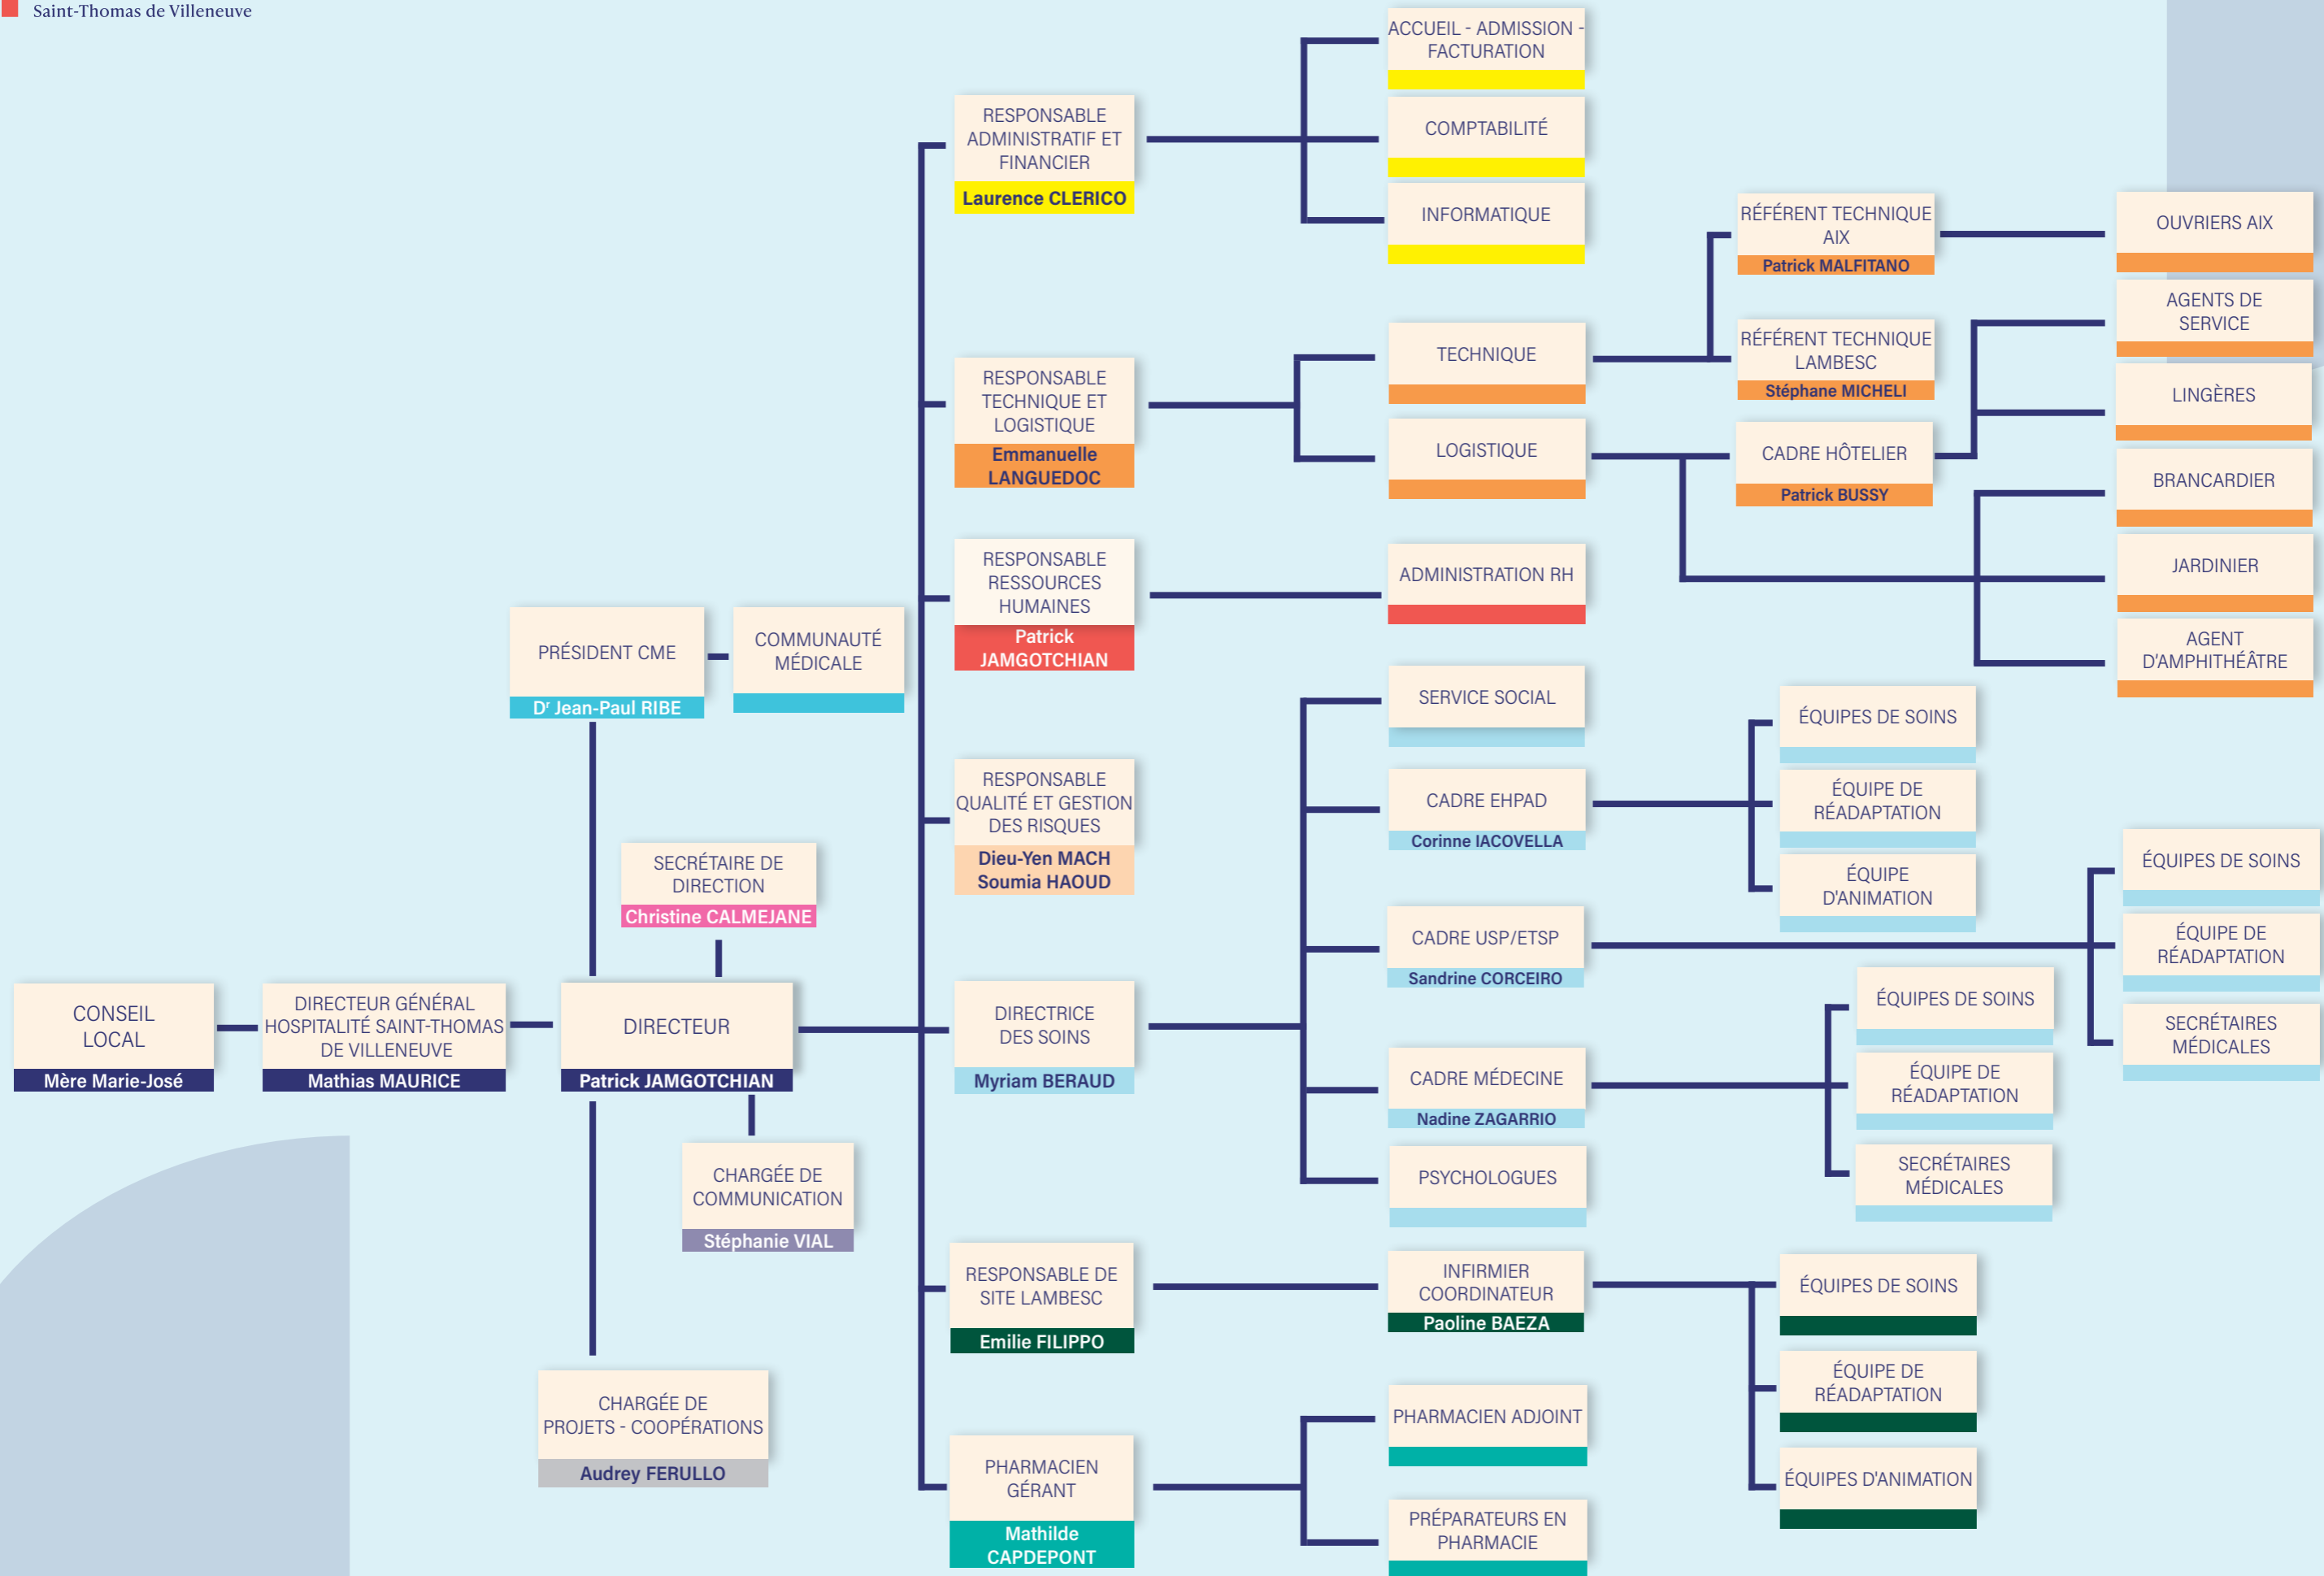 Saint-Thomas de Villeneuve
CONSEIL
LOCAL
Mère Marie-José
DIRECTEUR GÉNÉRAL
HOSPITALITÉ SAINT-THOMAS
DE VILLENEUVE
Mathias MAURICE
PRÉSIDENT CME
Dr Jean-Paul RIBE
COMMUNAUTÉ
MÉDICALE
SECRÉTAIRE DE
DIRECTION
Christine CALMEJANE
DIRECTEUR
Patrick JAMGOTCHIAN
CHARGÉE DE
COMMUNICATION
Stéphanie VIAL
CHARGÉE DE
PROJETS - COOPÉRATIONS
Audrey FERULLO
RESPONSABLE
ADMINISTRATIF ET
FINANCIER
Laurence CLERICO
ACCUEIL - ADMISSION -
FACTURATION
COMPTABILITÉ
INFORMATIQUE
RESPONSABLE
TECHNIQUE ET
LOGISTIQUE
Emmanuelle
LANGUEDOC
TECHNIQUE
RÉFÉRENT TECHNIQUE
AIX
Patrick MALFITANO
OUVRIERS AIX
RÉFÉRENT TECHNIQUE
LAMBESC
Stéphane MICHELI
LOGISTIQUE
CADRE HÔTELIER
Patrick BUSSY
AGENTS DE
SERVICE
LINGÈRES
BRANCARDIER
JARDINIER
AGENT
D'AMPHITHÉÂTRE
RESPONSABLE
RESSOURCES
HUMAINES
Patrick
JAMGOTCHIAN
ADMINISTRATION RH
RESPONSABLE
QUALITÉ ET GESTION
DES RISQUES
Dieu-Yen MACH
Soumia HAOUD
DIRECTRICE
DES SOINS
Myriam BERAUD
SERVICE SOCIAL
CADRE EHPAD
Corinne IACOVELLA
ÉQUIPES DE SOINS
ÉQUIPE DE
RÉADAPTATION
ÉQUIPE
D'ANIMATION
CADRE USP/ETSP
Sandrine CORCEIRO
ÉQUIPES DE SOINS
ÉQUIPE DE
RÉADAPTATION
SECRÉTAIRES
MÉDICALES
CADRE MÉDECINE
Nadine ZAGARRIO
ÉQUIPES DE SOINS
ÉQUIPE DE
RÉADAPTATION
SECRÉTAIRES
MÉDICALES
PSYCHOLOGUES
RESPONSABLE DE
SITE LAMBESC
Emilie FILIPPO
INFIRMIER
COORDINATEUR
Paoline BAEZA
ÉQUIPES DE SOINS
ÉQUIPE DE
RÉADAPTATION
ÉQUIPES D'ANIMATION
PHARMACIEN
GÉRANT
Mathilde
CAPDEPONT
PHARMACIEN ADJOINT
PRÉPARATEURS EN
PHARMACIE